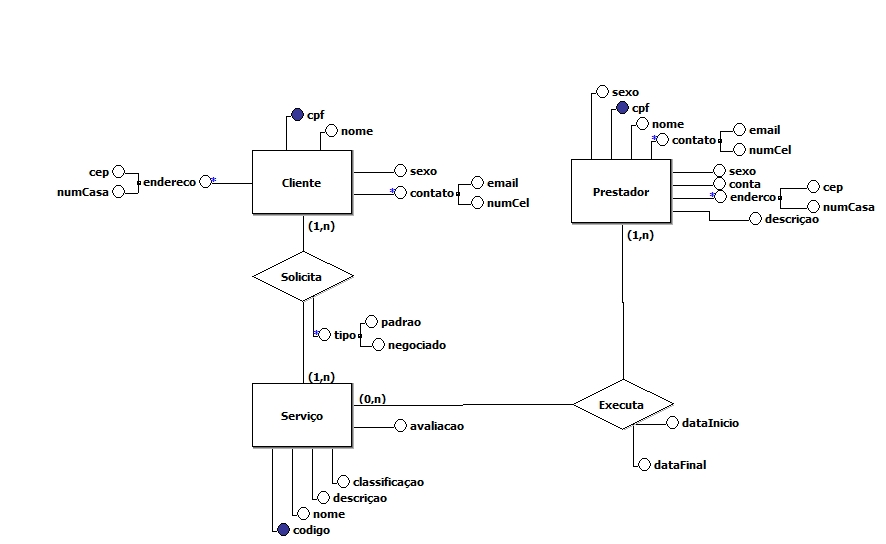 sexo
cpf
nome
contato
email
numCel
cpf
nome
cep
numCasa
endereco
*
Cliente
sexo
*
contato
email
numCel
*
Prestador
sexo
conta
*
enderco
cep
numCasa
descriçao
(1,n)
(1,n)
Solicita
*
tipo
padrao
negociado
(1,n)
(0,n)
Serviço
avaliacao
Executa
dataInicio
dataFinal
classificaçao
descriçao
nome
codigo